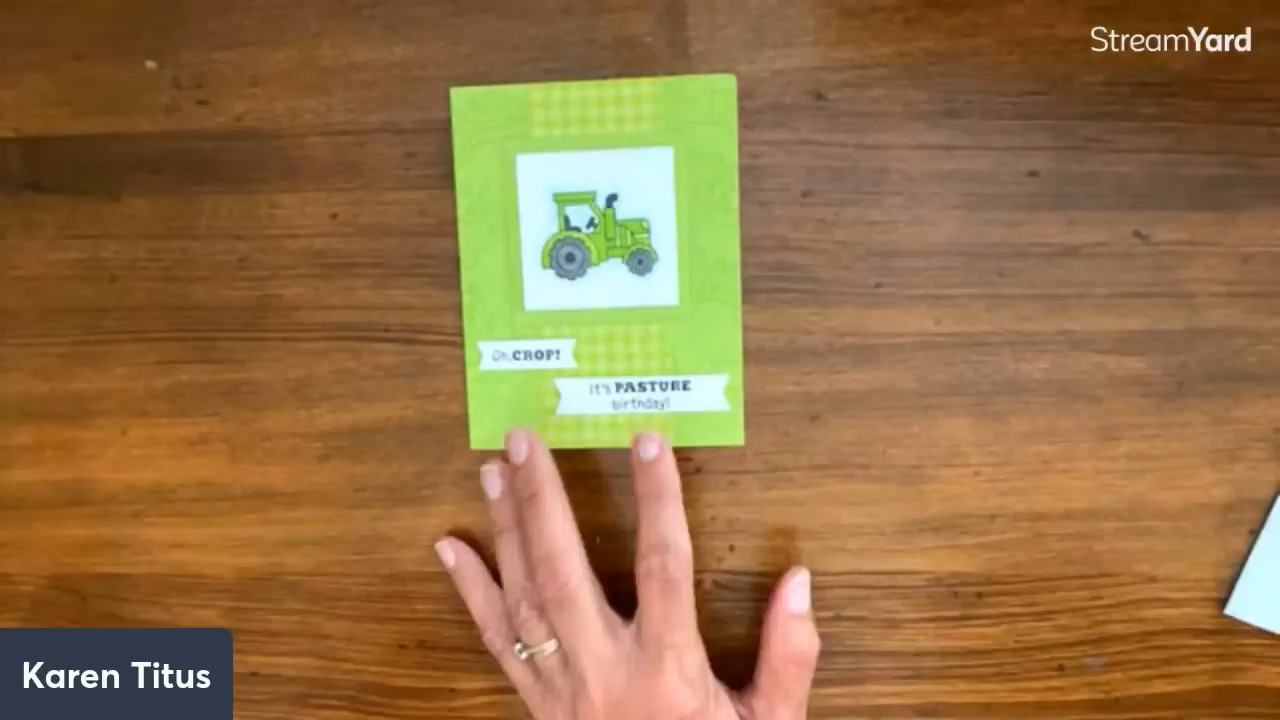 StreamYard
Oh, CROP!
It's PASTURE
birthday!
Karen Titus